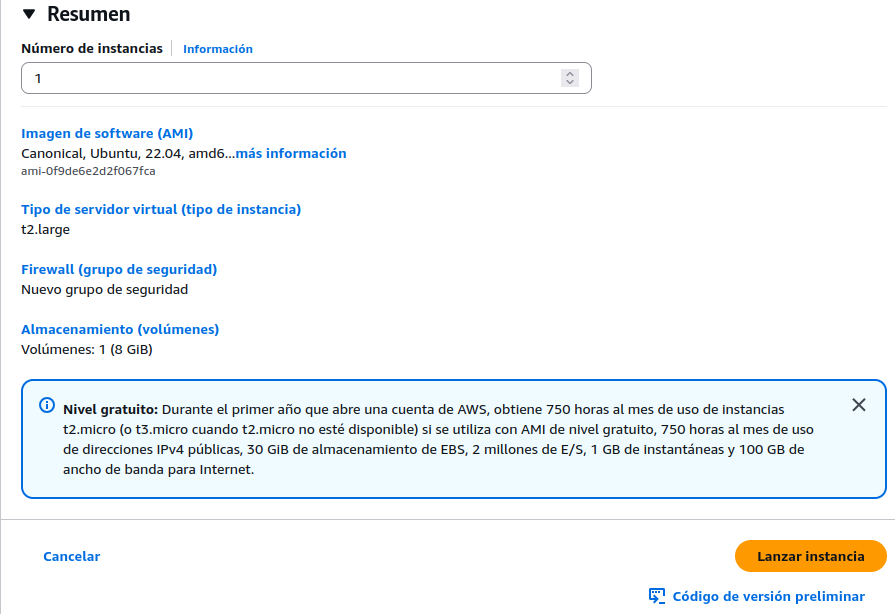 Resumen
Número de instancias
Información
1
Imagen de software (AMI)
Canonical, Ubuntu, 22.04, amd6...más información
ami-0f9de6e2d2f067fca
Tipo de servidor virtual (tipo de instancia)
t2.large
Firewall (grupo de seguridad)
Nuevo grupo de seguridad
Almacenamiento (volúmenes)
Volúmenes: 1 (8 GiB)
Nivel gratuito: Durante el primer año que abre una cuenta de AWS, obtiene 750 horas al mes de uso de instancias
t2.micro (o t3.micro cuando t2.micro no esté disponible) si se utiliza con AMI de nivel gratuito, 750 horas al mes de uso
de direcciones IPv4 públicas, 30 GiB de almacenamiento de EBS, 2 millones de E/S, 1 GB de instantáneas y 100 GB de
ancho de banda para Internet.
Cancelar
Lanzar instancia
Código de versión preliminar